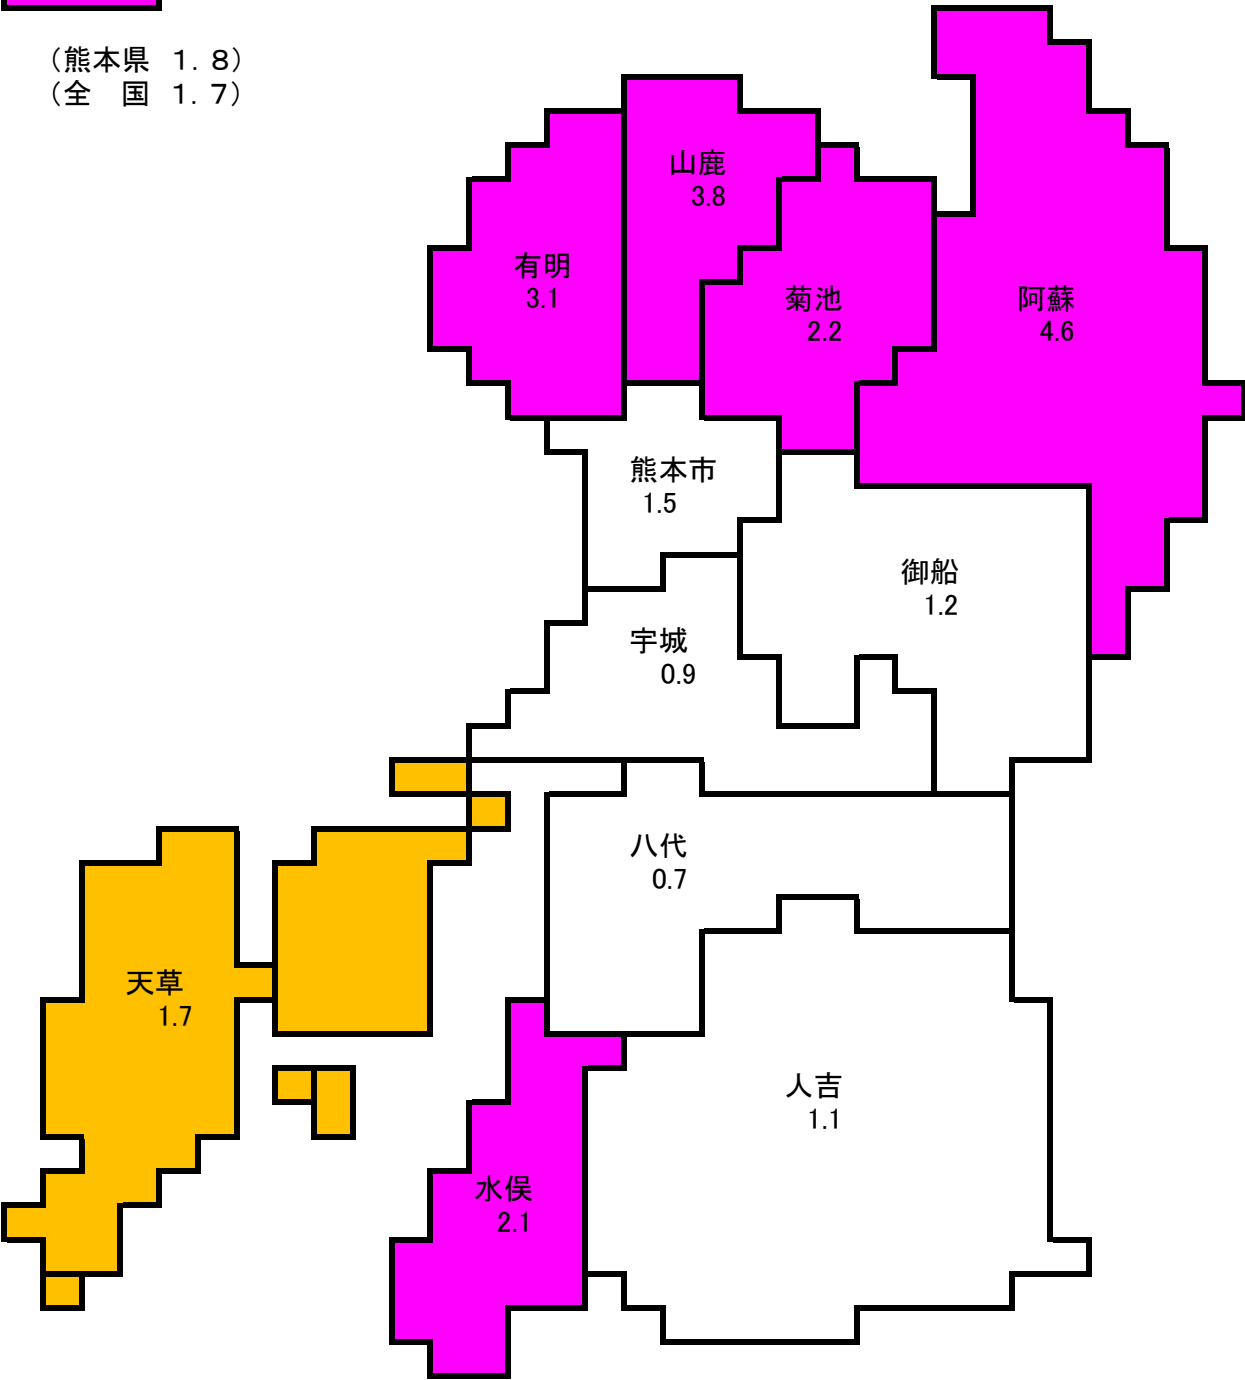 （熊本県　１．８）
（全　国　１．７）
山鹿
3.8
有明
3.1
菊池
2.2
阿蘇
4.6
熊本市
1.5
御船
1.2
宇城
0.9
八代
0.7
天草
1.7
人吉
1.1
水俣
2.1